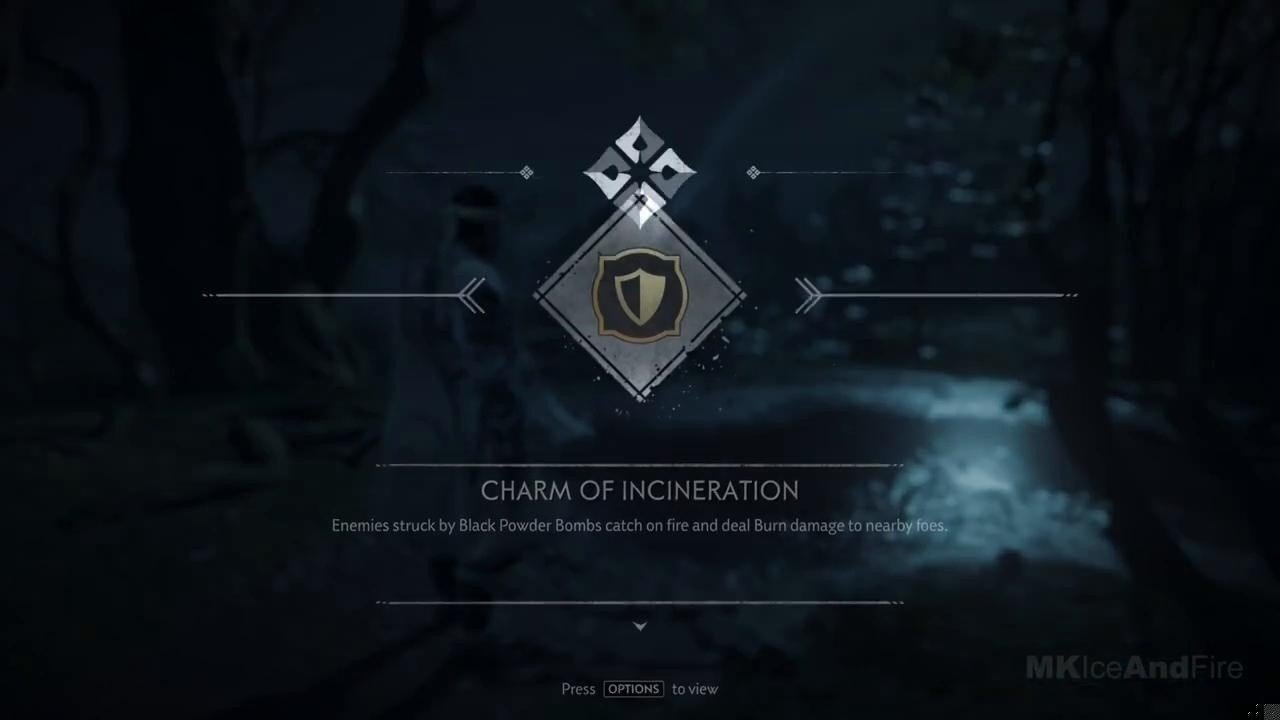 CHARM OF INCINERATION
Enemies struck by Black Powder Bombs catch on fire and deal Burn damage to nearby foes.
MKIceAndFire
Press OPTIONS to view